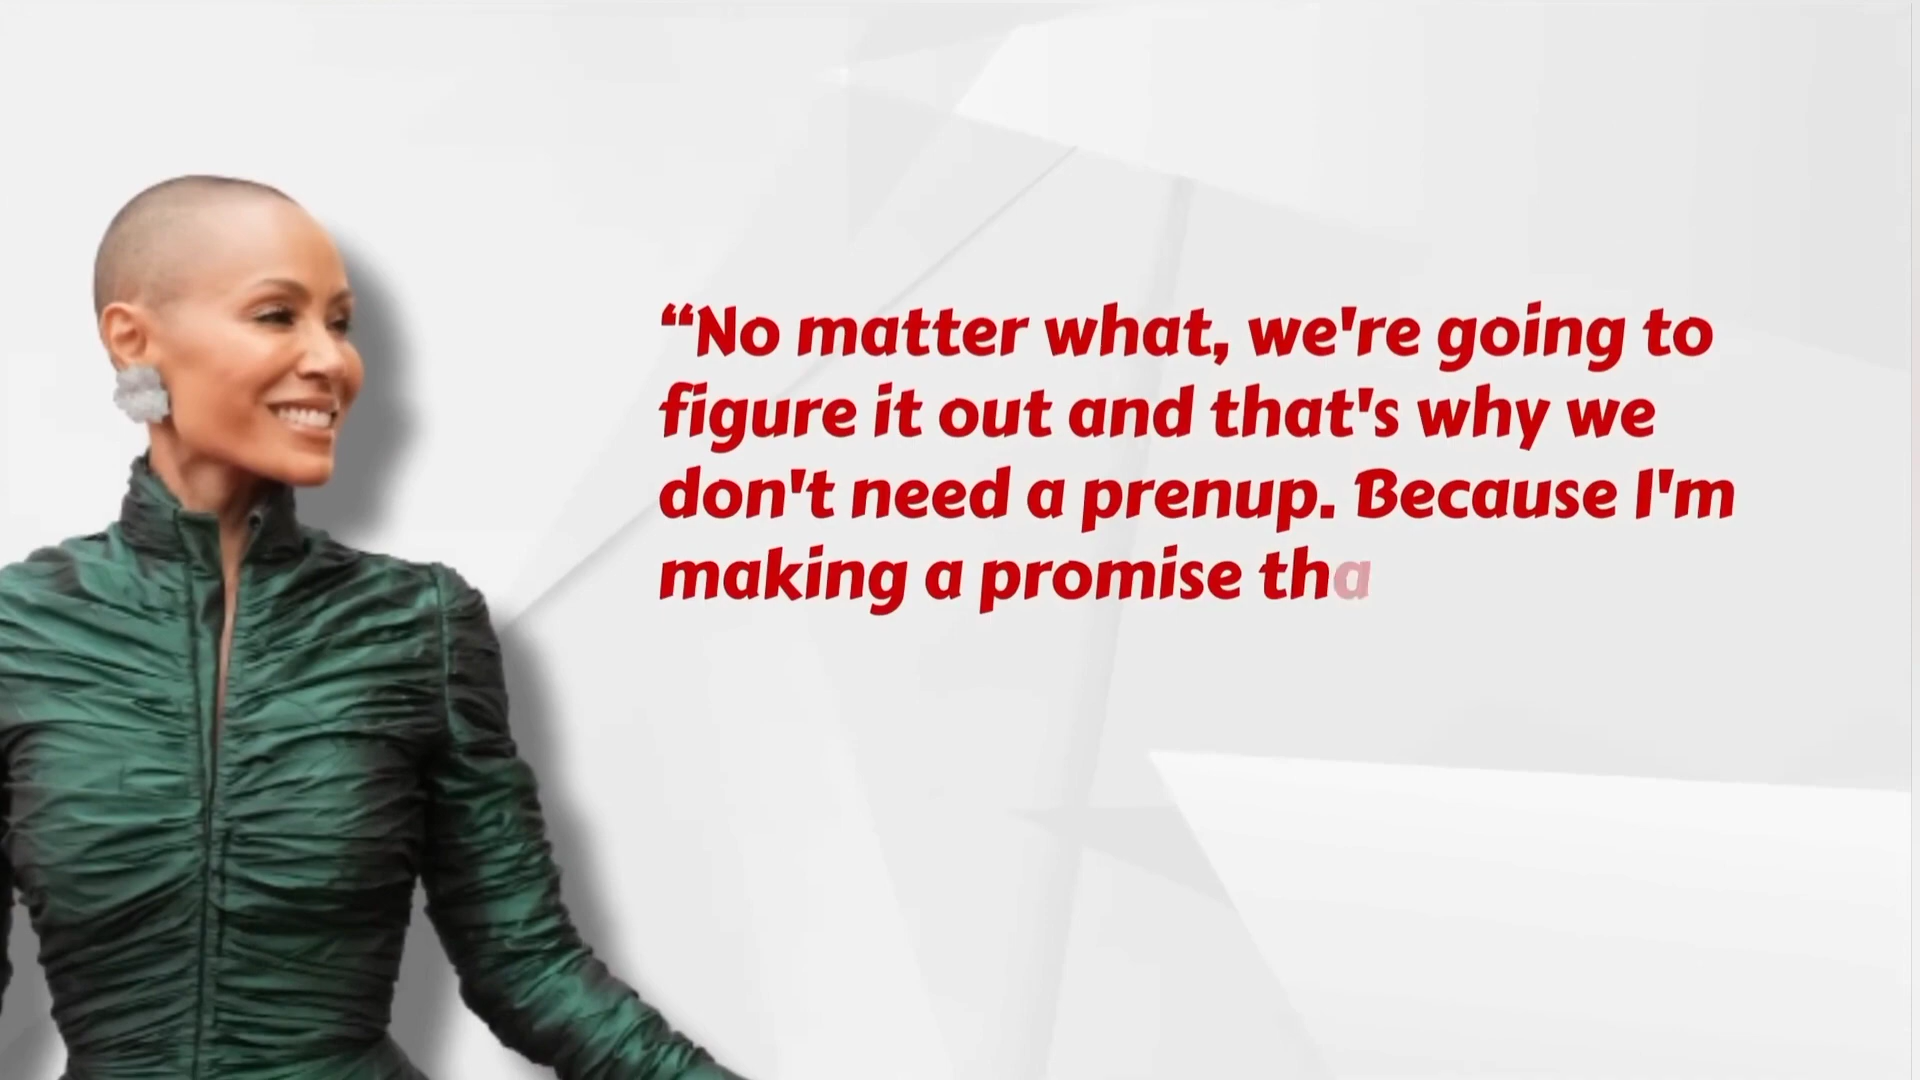 “No matter what, we're going to
figure it out and that's why we
don't need a prenup. Because I'm
making a promise tha